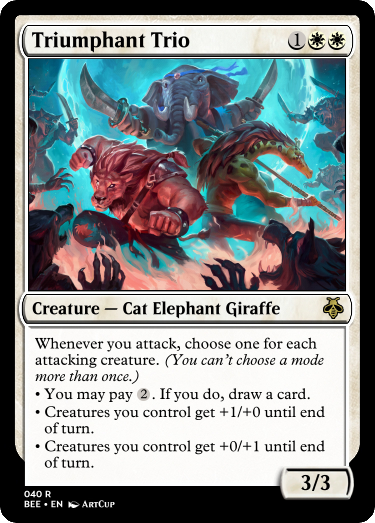 Triumphant Trio 1
Creature — Cat Elephant Giraffe
Whenever you attack, choose one for each
attacking creature. (You can't choose a mode
more than once.)
• You may pay 2. If you do, draw a card.
• Creatures you control get +1/+0 until end
of turn.
• Creatures you control get +0/+1 until end
of turn.
3/3
040 R
BEE • EN ArtCup